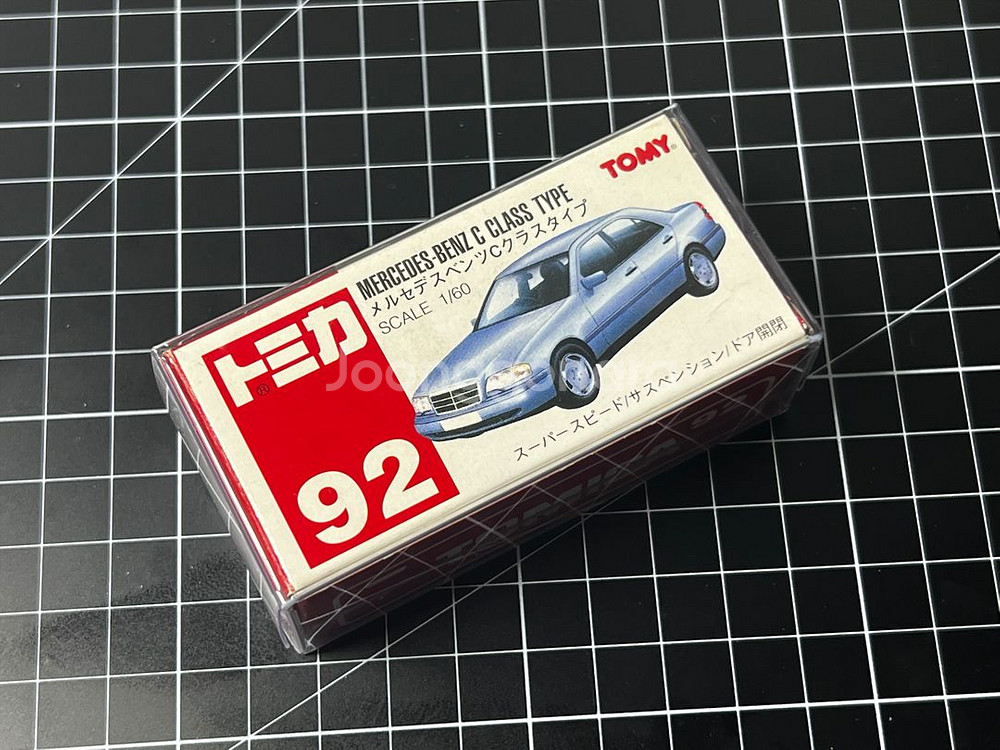 TOMY®
MERCEDES-BENZ C CLASS TYPE
メルセデスベンツCクラスタイプ
SCALE 1/60
トミカ
®
92
スーパースピード/サスペンション/ドア開閉